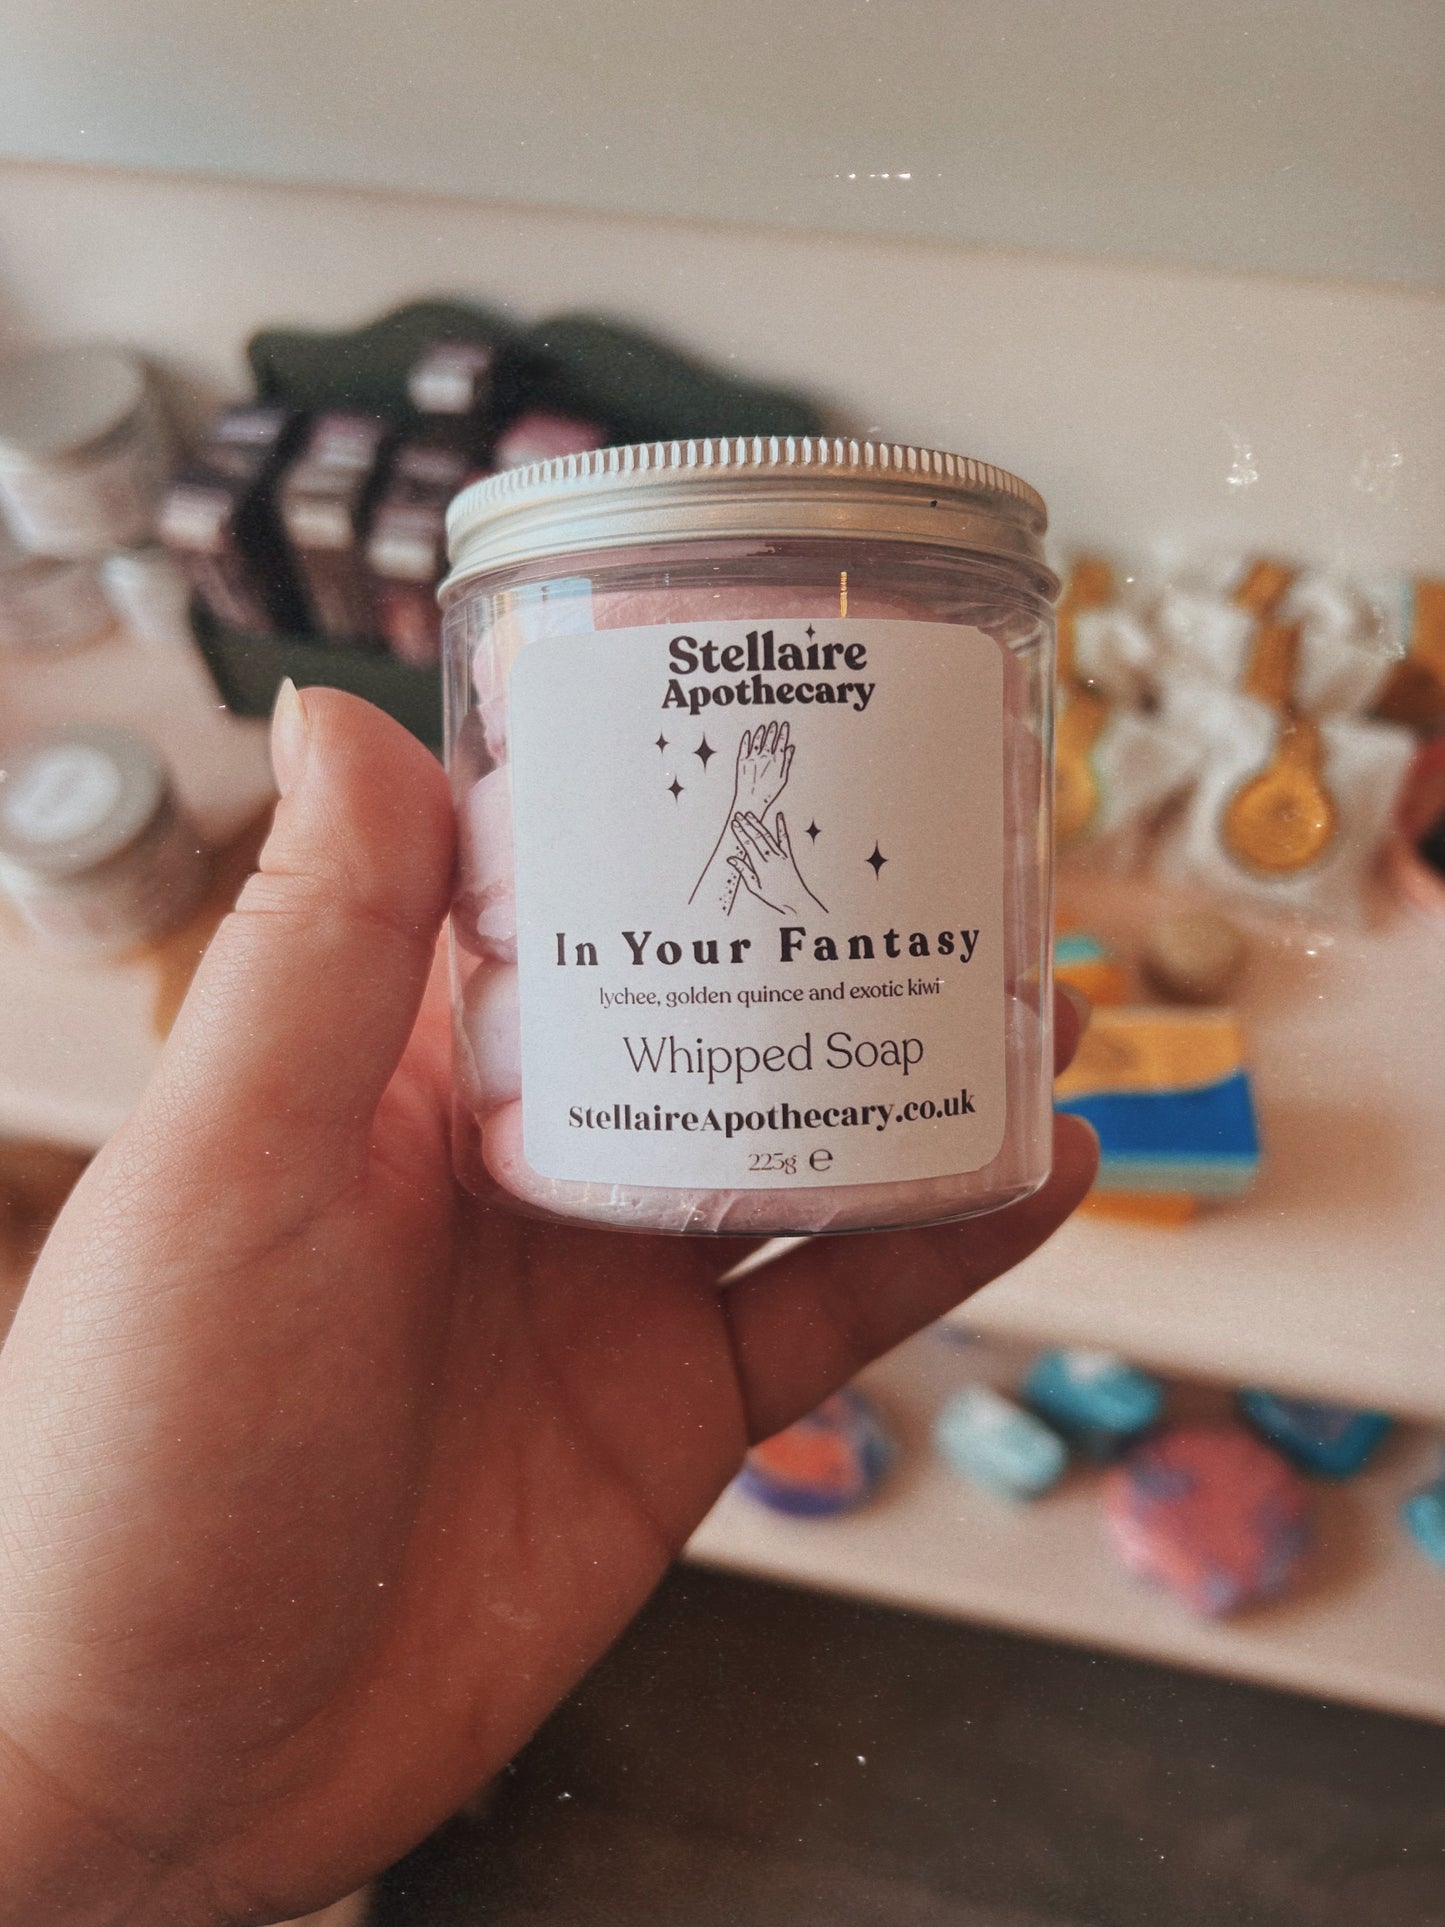 Stellaire
Apothecary
In Your Fantasy
lychee, golden quince and exotic kiwi
Whipped Soap
StellaireApothecary.co.uk
225g ℮